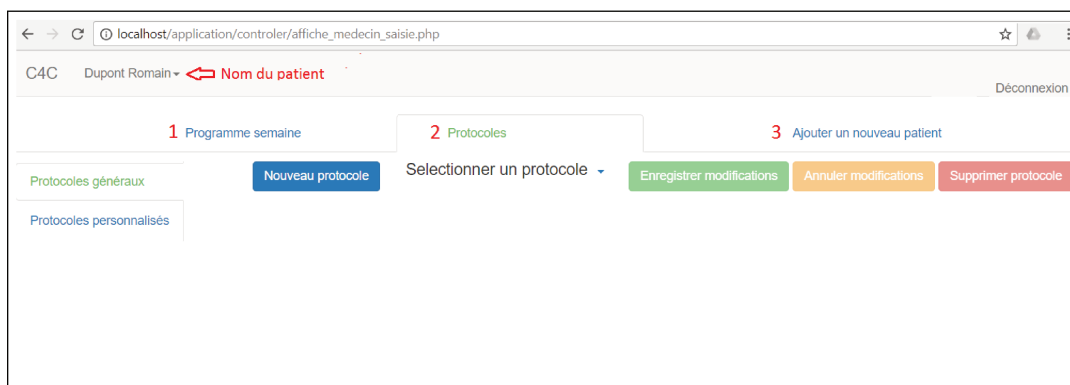 localhost/application/controler/affiche_medecin_saisie.php
C4C Dupont Romain Nom du patient
Déconnexion
1 Programme semaine 2 Protocoles 3 Ajouter un nouveau patient
Protocoles généraux Nouveau protocole Selectionner un protocole Enregistrer modifications Annuler modifications Supprimer protocole
Protocoles personnalisés